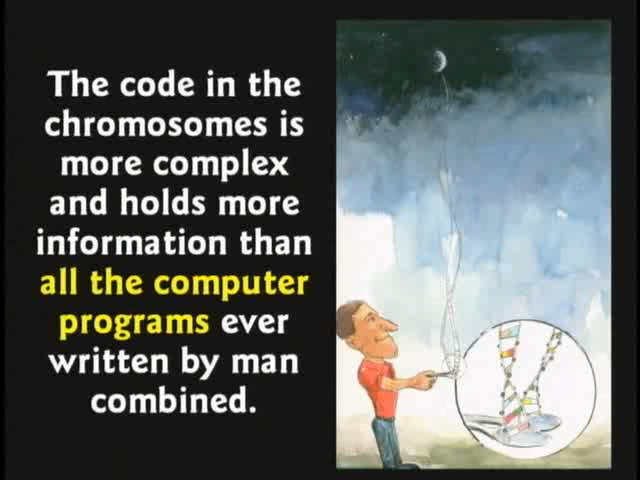 The code in the
chromosomes is
more complex
and holds more
information than
all the computer
programs ever
written by man
combined.